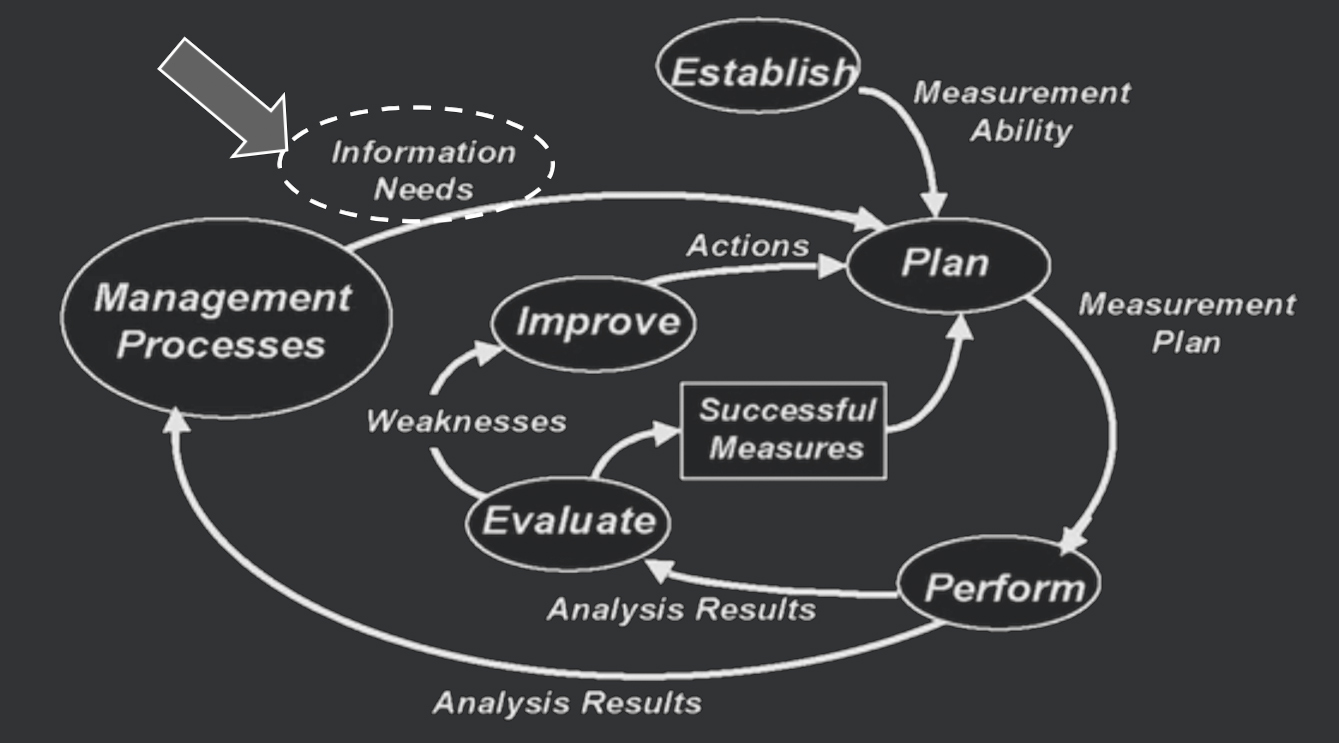 Establish
Measurement
Ability
Information
Needs
Actions
Plan
Management
Processes
Improve
Measurement
Plan
Weaknesses
Successful
Measures
Evaluate
Perform
Analysis Results
Analysis Results